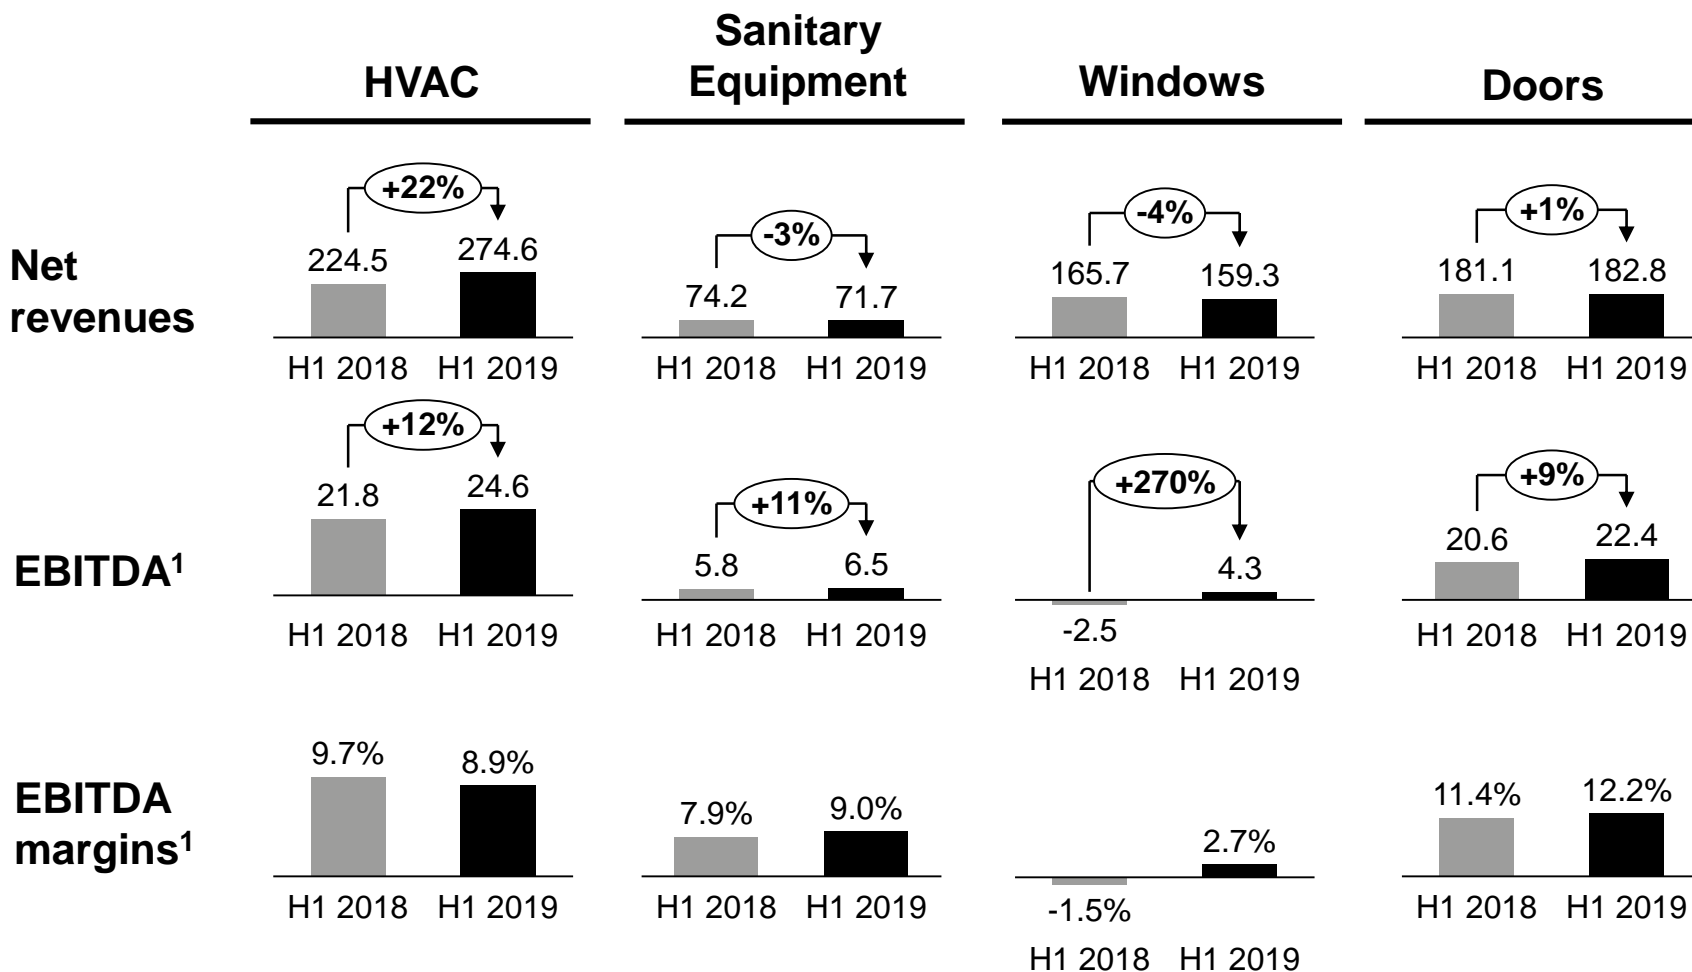 HVAC
Sanitary
Equipment
Windows
Doors
Net
revenues
+22%
224.5
274.6
H1 2018
H1 2019
-3%
74.2
71.7
H1 2018
H1 2019
-4%
165.7
159.3
H1 2018
H1 2019
+1%
181.1
182.8
H1 2018
H1 2019
EBITDA¹
+12%
21.8
24.6
H1 2018
H1 2019
+11%
5.8
6.5
H1 2018
H1 2019
+270%
4.3
-2.5
H1 2018
H1 2019
+9%
20.6
22.4
H1 2018
H1 2019
EBITDA
margins¹
9.7%
8.9%
H1 2018
H1 2019
7.9%
9.0%
H1 2018
H1 2019
2.7%
-1.5%
H1 2018
H1 2019
11.4%
12.2%
H1 2018
H1 2019